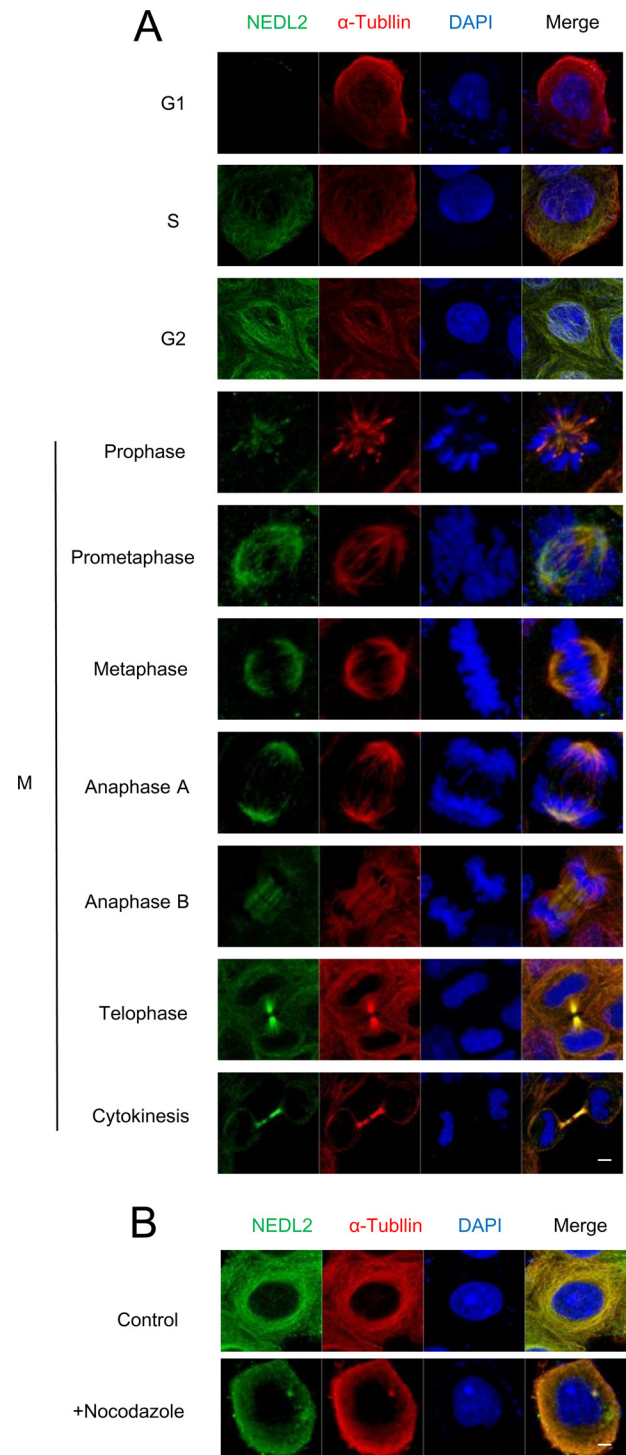 A
NEDL2 α-Tubllin DAPI Merge
G1
S
G2
Prophase
Prometaphase
Metaphase
M
Anaphase A
Anaphase B
Telophase
Cytokinesis
B
NEDL2 α-Tubllin DAPI Merge
Control
+Nocodazole